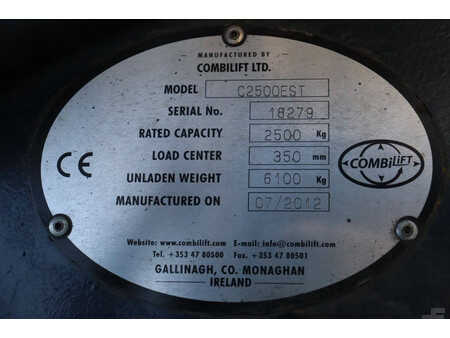 MANUFACTURED BY
COMBILIFT LTD.
MODEL C2500EST
SERIAL No. 18279
RATED CAPACITY 2500 Kg
LOAD CENTER 350 mm
UNLADEN WEIGHT 6100 Kg
MANUFACTURED ON 07/2012
CE
COMBiLiFT
Website: www.combilift.com E-mail: info@combilift.com
Tel. +353 47 80500 Fax. +353 47 80501
GALLINAGH, CO. MONAGHAN
IRELAND